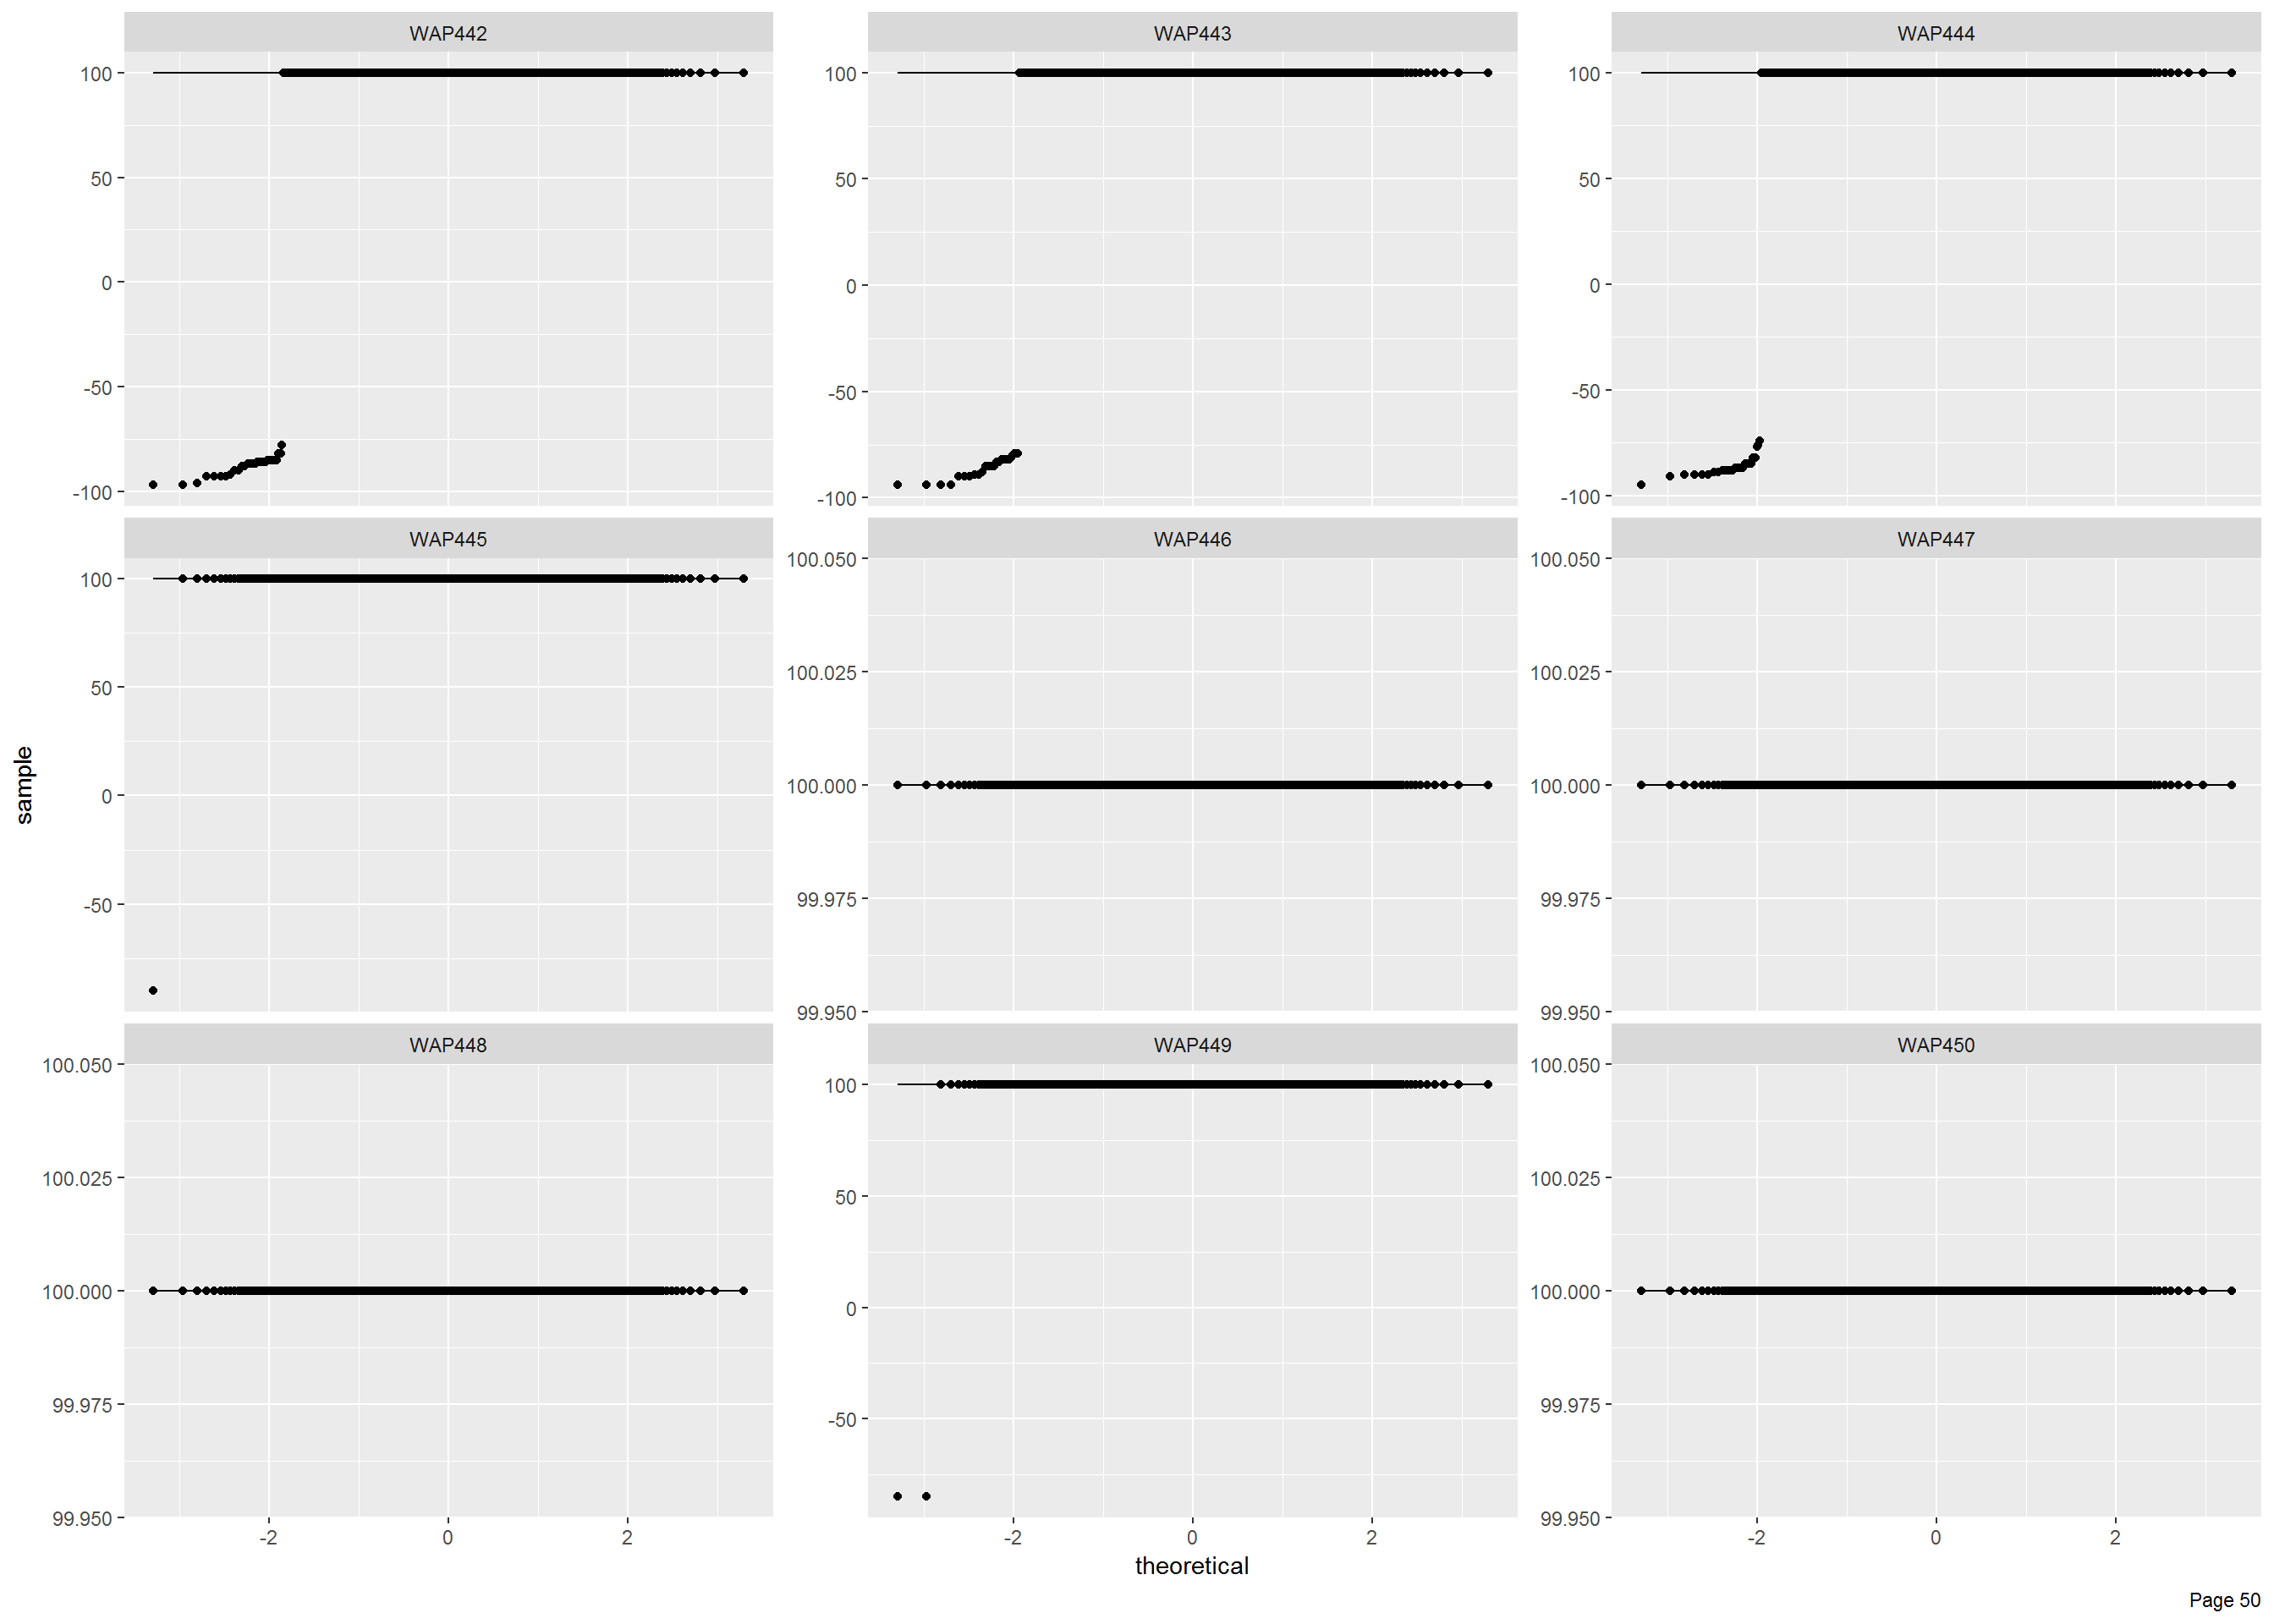 WAP442 WAP443 WAP444
100 100 100
50 50 50
0 0 0
-50 -50 -50
-100 -100 -100
WAP445 WAP446 WAP447
100 100.050 100.050
50 100.025 100.025
0 100.000 100.000
-50 99.975 99.975
99.950 99.950
sample
WAP448 WAP449 WAP450
100.050 100 100.050
100.025 50 100.025
100.000 0 100.000
99.975 -50 99.975
99.950 99.950
-2 0 2 -2 0 2 -2 0 2
theoretical
Page 50